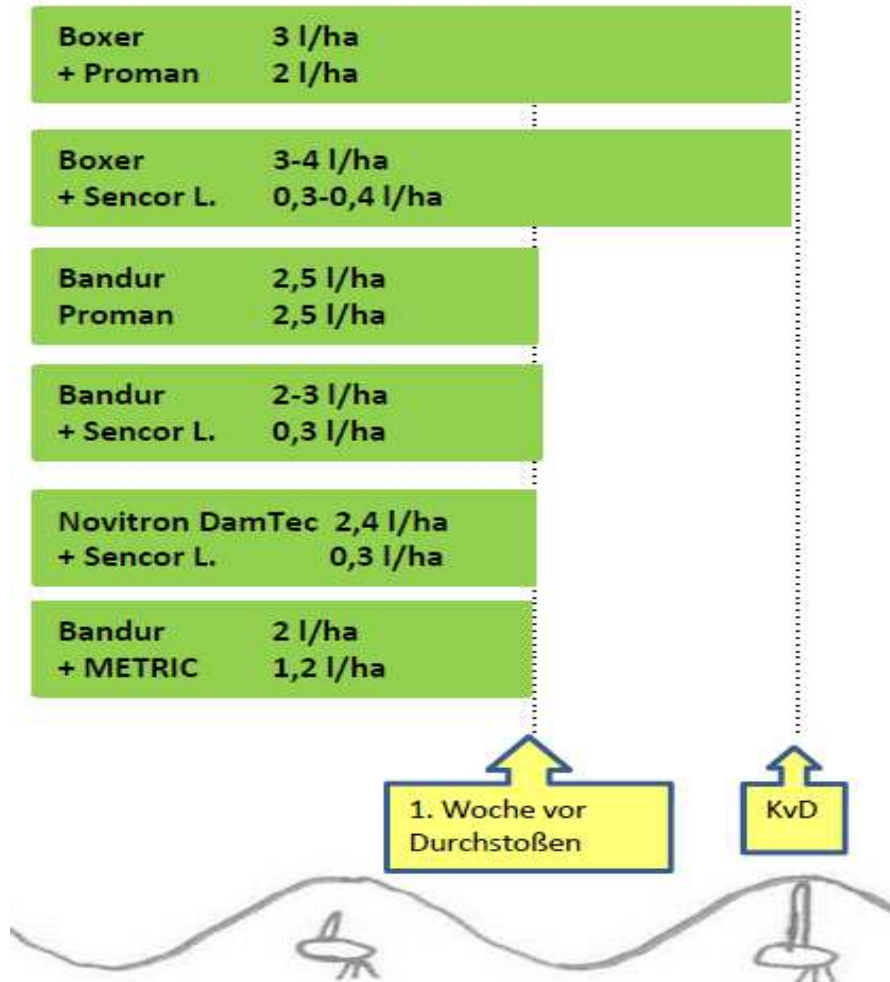 Boxer 3 l/ha
+ Proman 2 l/ha
Boxer 3-4 l/ha
+ Sencor L. 0,3-0,4 l/ha
Bandur 2,5 l/ha
Proman 2,5 l/ha
Bandur 2-3 l/ha
+ Sencor L. 0,3 l/ha
Novitron DamTec 2,4 l/ha
+ Sencor L. 0,3 l/ha
Bandur 2 l/ha
+ METRIC 1,2 l/ha
1. Woche vor
Durchstoßen
KvD